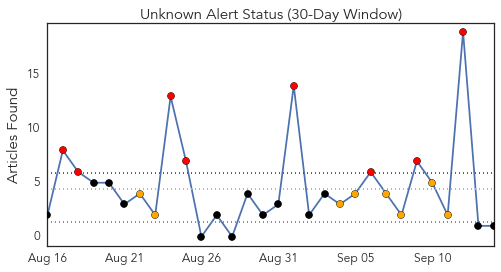 Unknown Alert Status (30-Day Window)
Articles Found
15
10
5
0
Aug 16
Aug 21
Aug 26
Aug 31
Sep 05
Sep 10